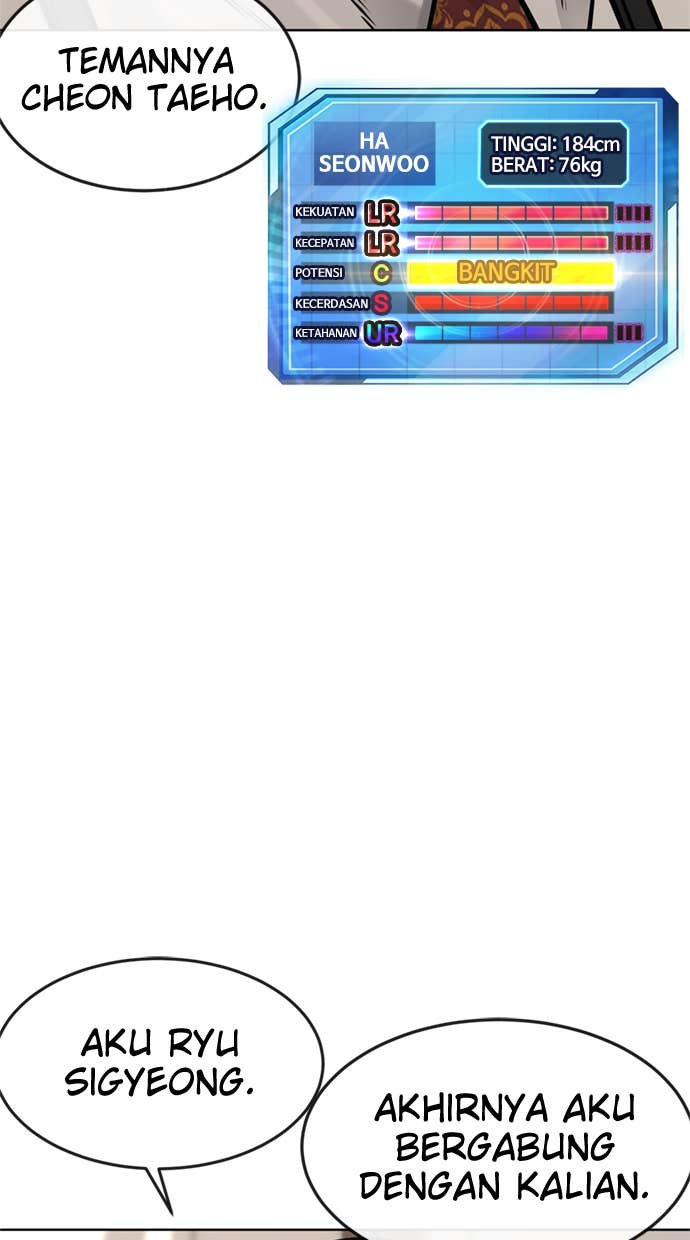 TEMANNYA
CHEON TAEHO.
HA
SEONWOO
TINGGI: 184cm
BERAT: 76kg
KEKUATAN LR
KECEPATAN LR
POTENSI C BANGKIT
KECERDASAN S
KETAHANAN UR
AKU RYU
SIGYEONG.
AKHIRNYA AKU
BERGABUNG
DENGAN KALIAN.